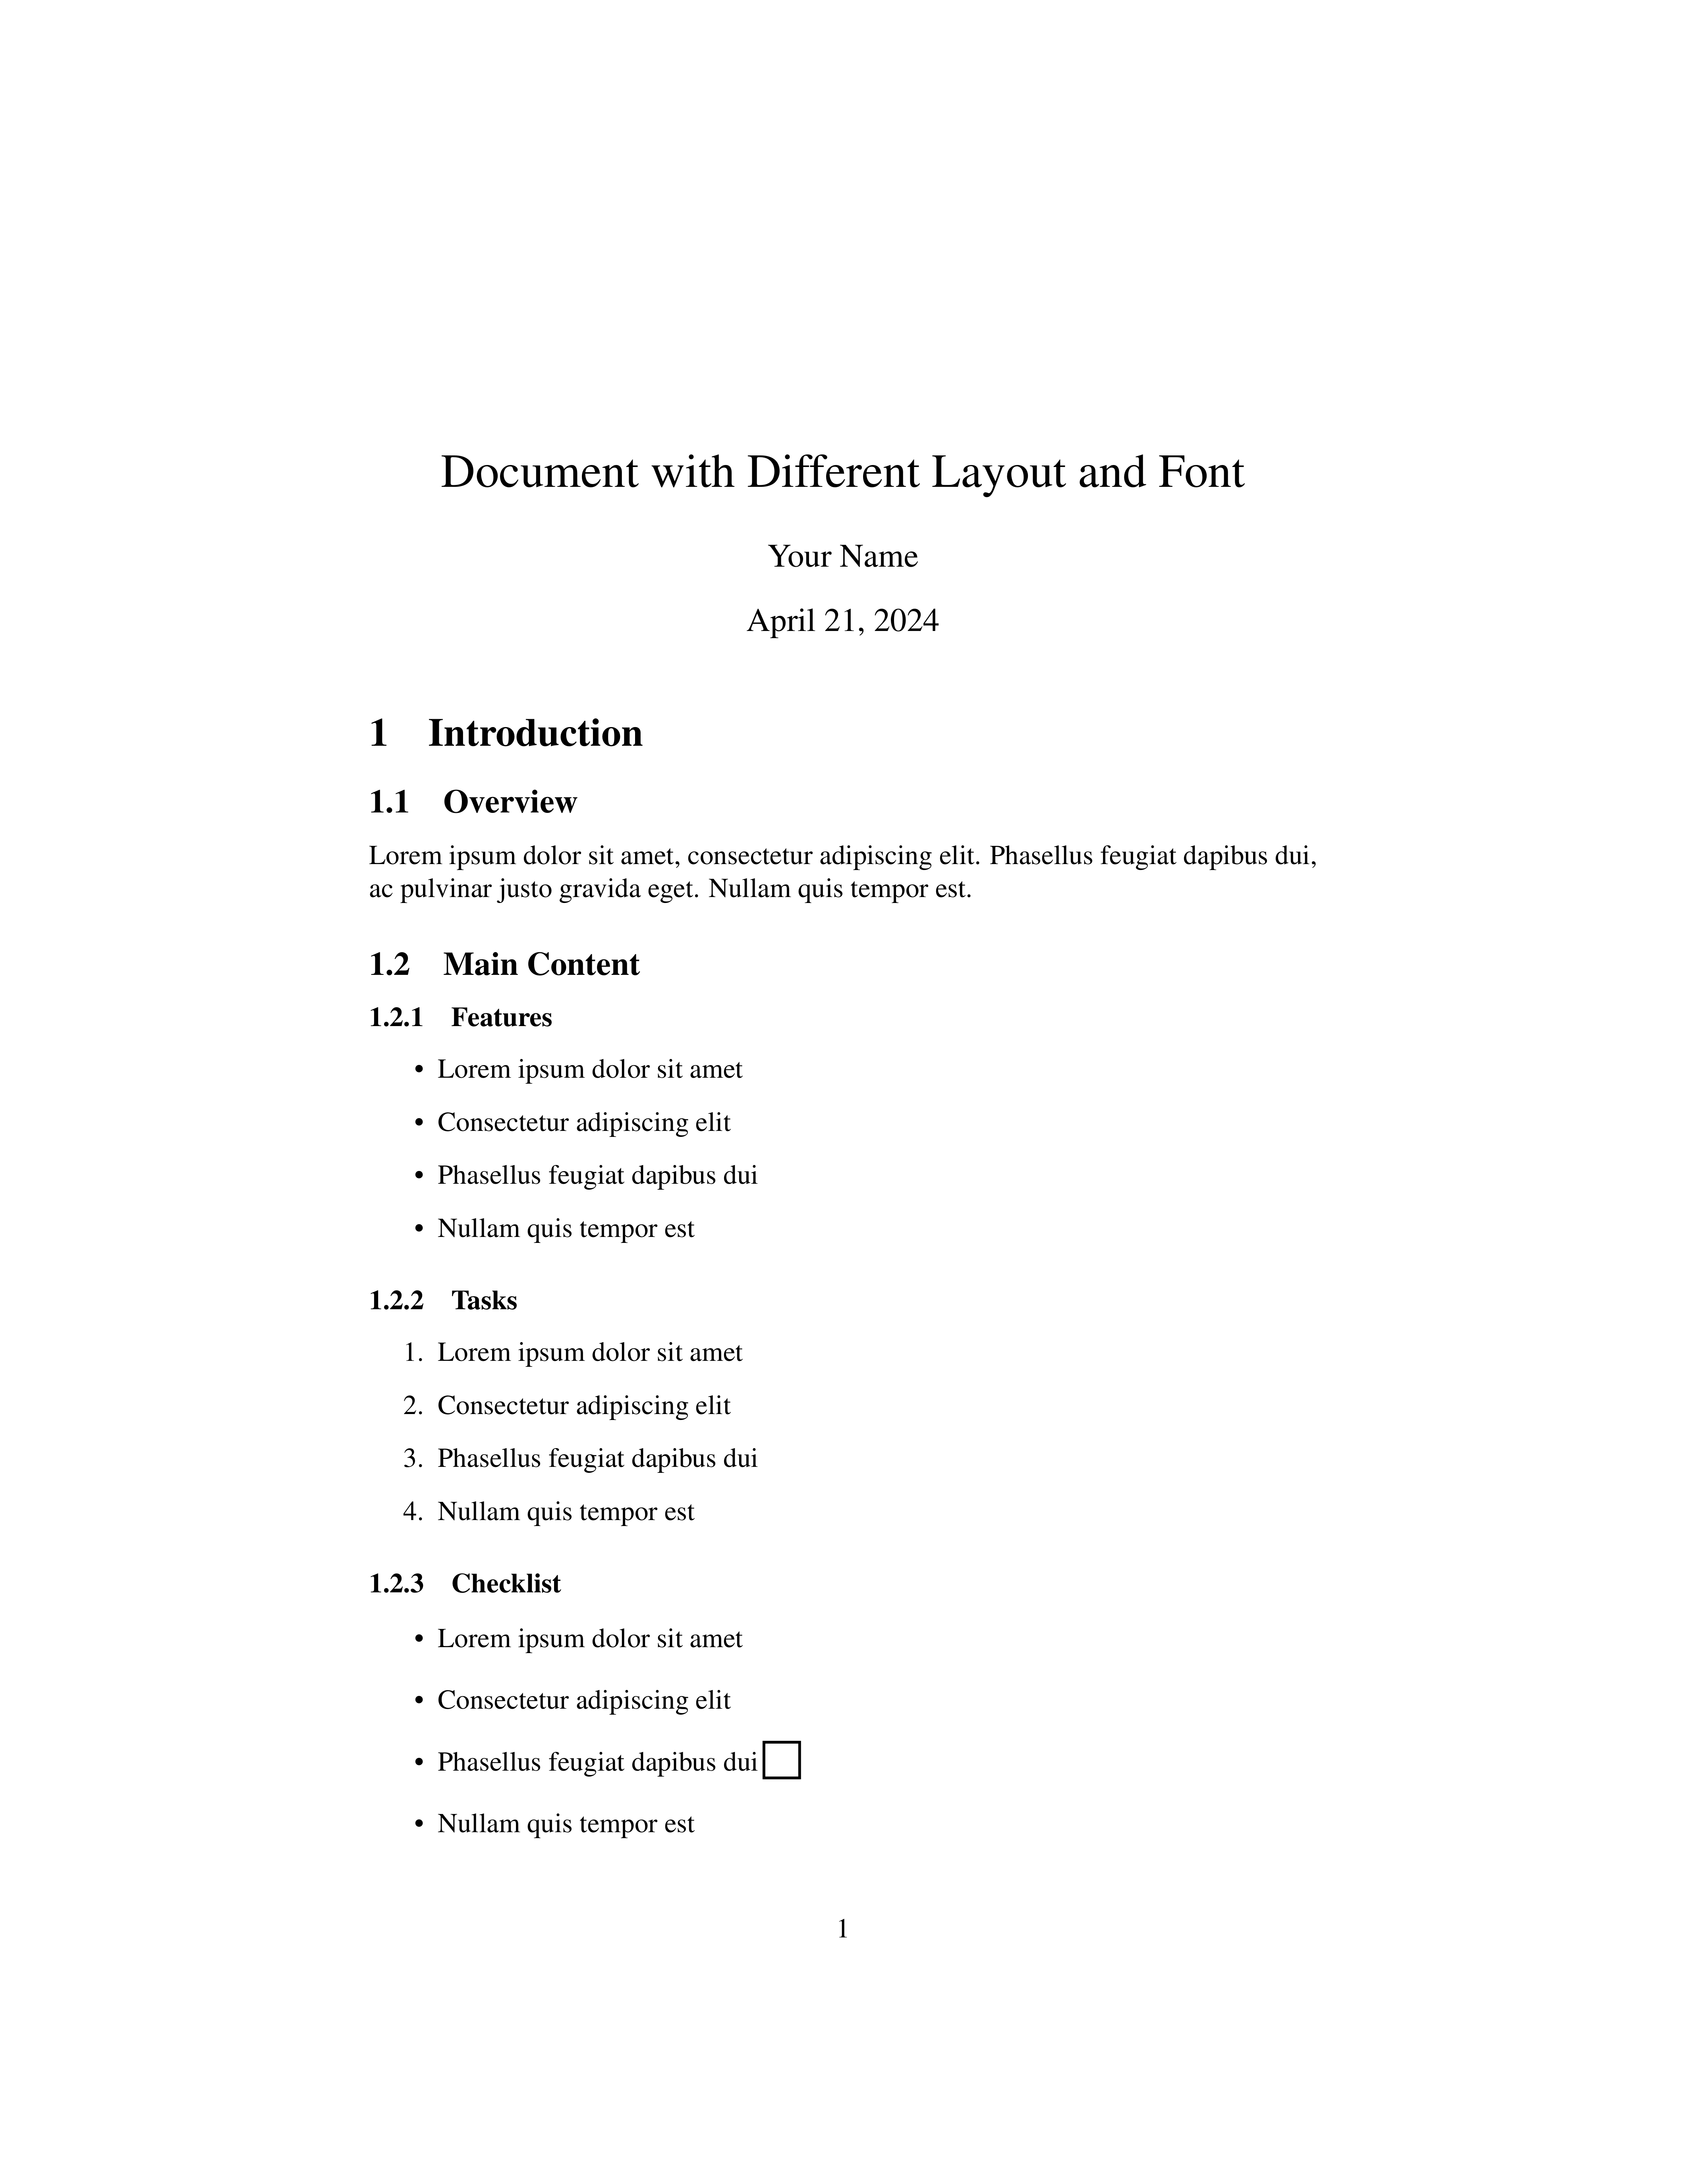 Document with Different Layout and Font
Your Name
April 21, 2024
1 Introduction
1.1 Overview
Lorem ipsum dolor sit amet, consectetur adipiscing elit. Phasellus feugiat dapibus dui,
ac pulvinar justo gravida eget. Nullam quis tempor est.
1.2 Main Content
1.2.1 Features
• Lorem ipsum dolor sit amet
• Consectetur adipiscing elit
• Phasellus feugiat dapibus dui
• Nullam quis tempor est
1.2.2 Tasks
1. Lorem ipsum dolor sit amet
2. Consectetur adipiscing elit
3. Phasellus feugiat dapibus dui
4. Nullam quis tempor est
1.2.3 Checklist
• Lorem ipsum dolor sit amet
• Consectetur adipiscing elit
• Phasellus feugiat dapibus dui □
• Nullam quis tempor est
1